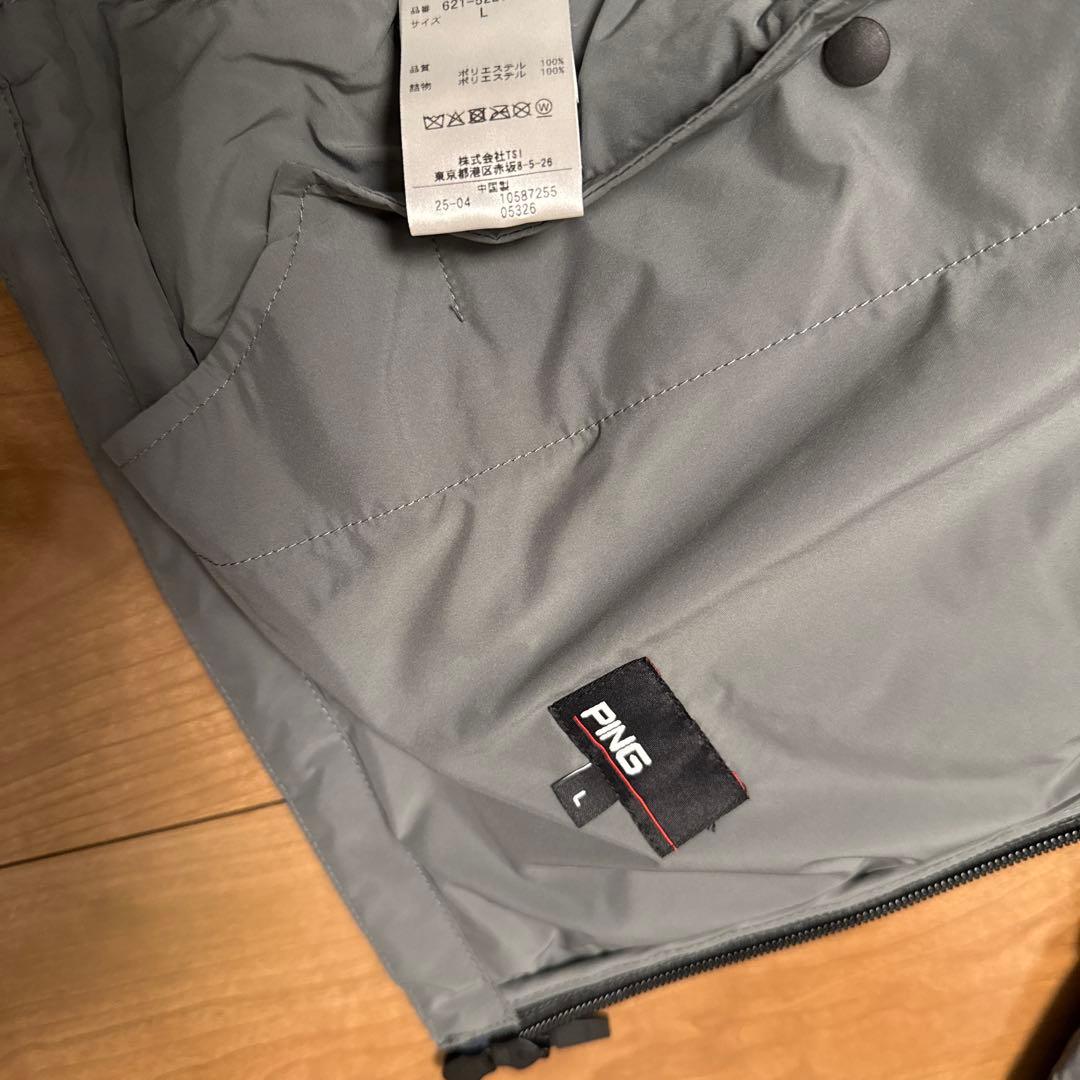 品番
サイズ L
品質 ポリエステル 100%
詰物 ポリエステル 100%
W
株式会社TSI
東京都港区赤坂8-5-26
中国製
25-04 10587255
05326
PING
L